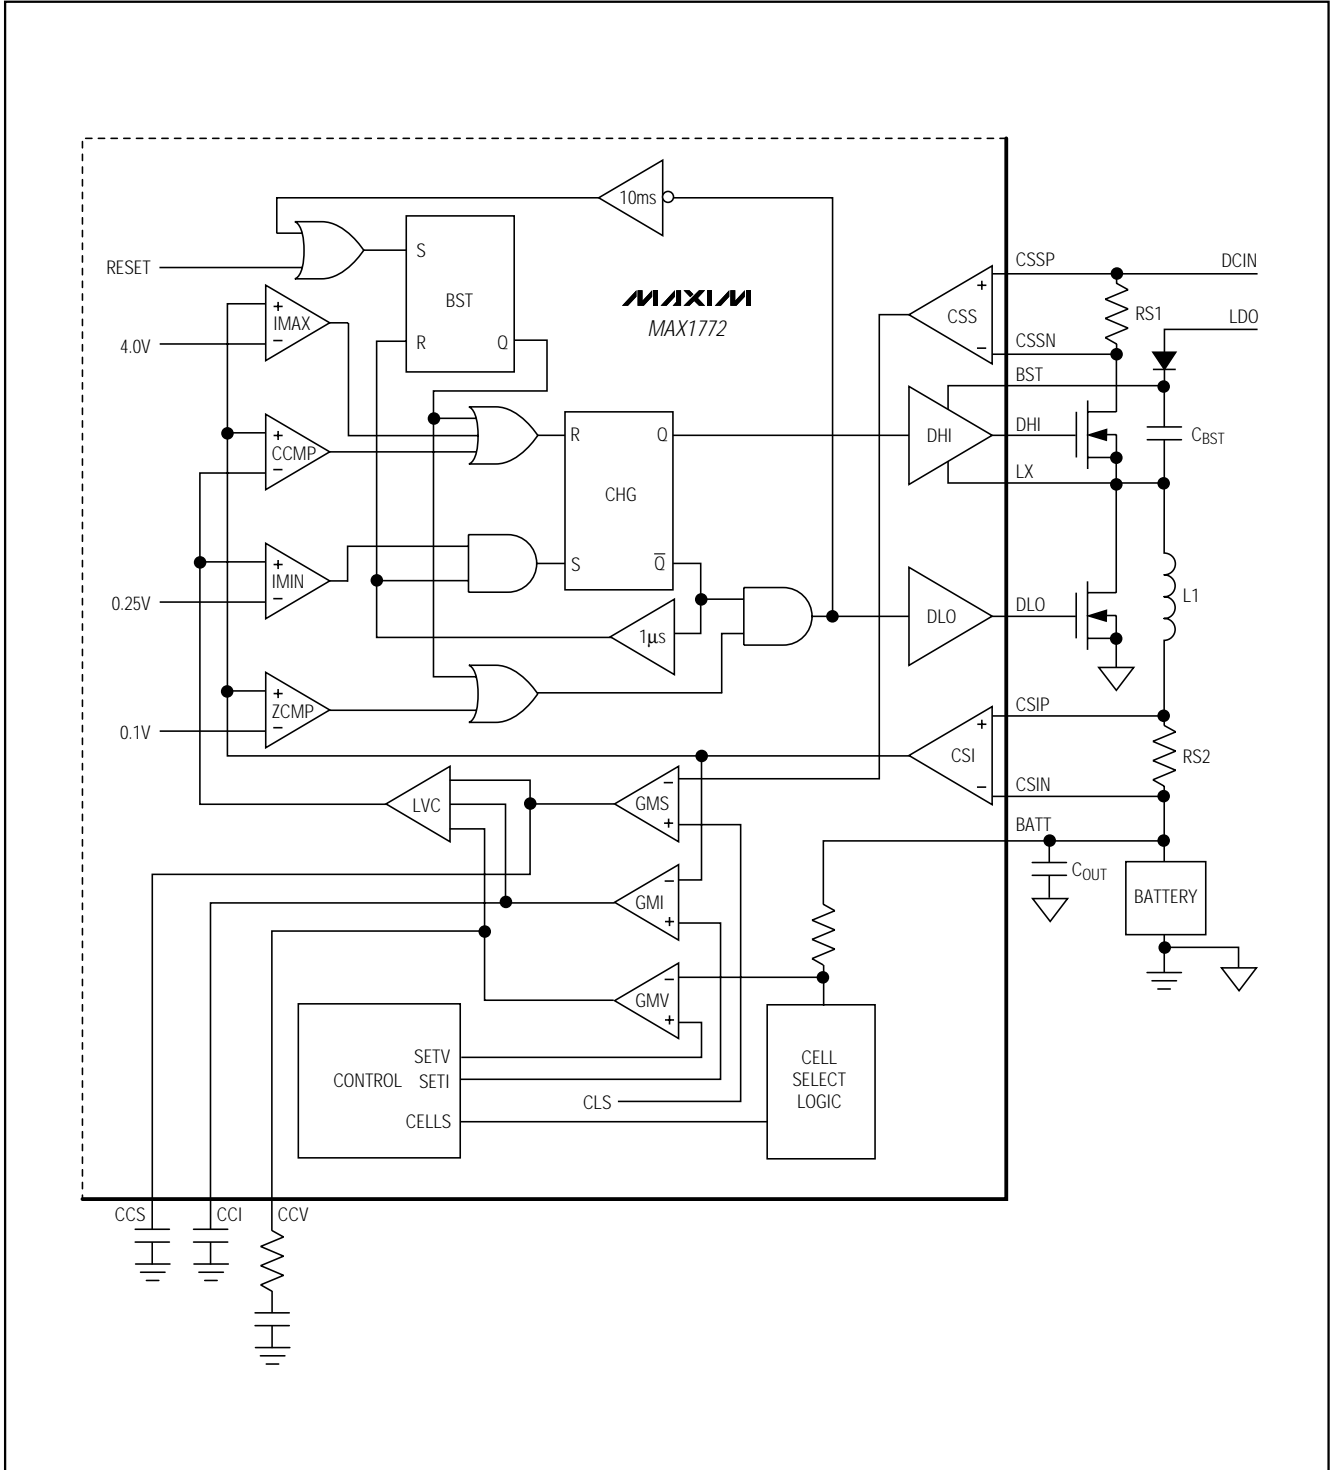 10ms
RESET
S
BST
R
Q
MAXIM
MAX1772
+
IMAX
−
4.0V
CSSP
DCIN
+
CSS
−
RS1
LDO
CSSN
BST
+
CCMP
−
R
Q
CHG
S
Q
DHI
DHI
CBST
LX
+
IMIN
−
0.25V
1µs
DLO
DLO
L1
+
ZCMP
−
0.1V
CSIP
+
CSI
−
RS2
CSIN
LVC
−
GMS
+
BATT
COUT
BATTERY
−
GMI
+
−
GMV
+
CONTROL
SETV
SETI
CELLS
CLS
CELL
SELECT
LOGIC
CCS
CCI
CCV